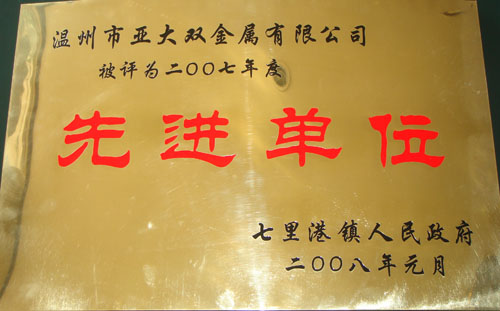 温州市亚大双金属有限公司
被评为二〇〇七年度
先进单位
七里港镇人民政府
二〇〇八年元月